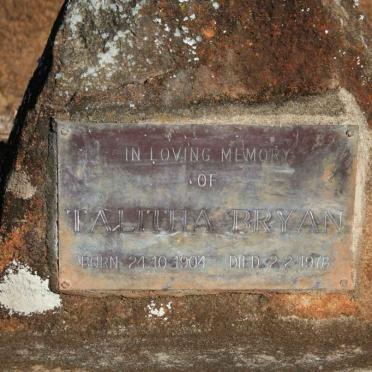 IN LOVING MEMORY
OF
TALITHA BRYAN
BORN 24.10.1904 DIED 2.2.1978